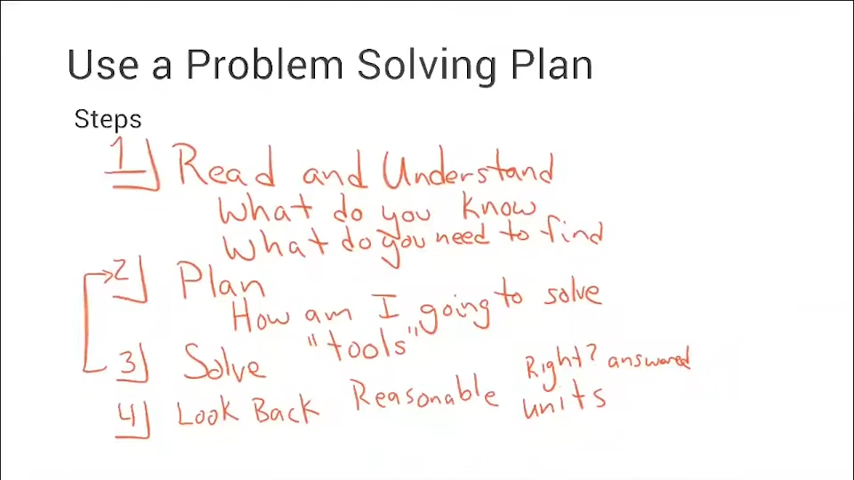 Use a Problem Solving Plan
Steps
1 Read and Understand
What do you know
What do you need to find
2 Plan
How am I going to solve
"tools"
3 Solve
4 Look Back Reasonable Right? answered
units